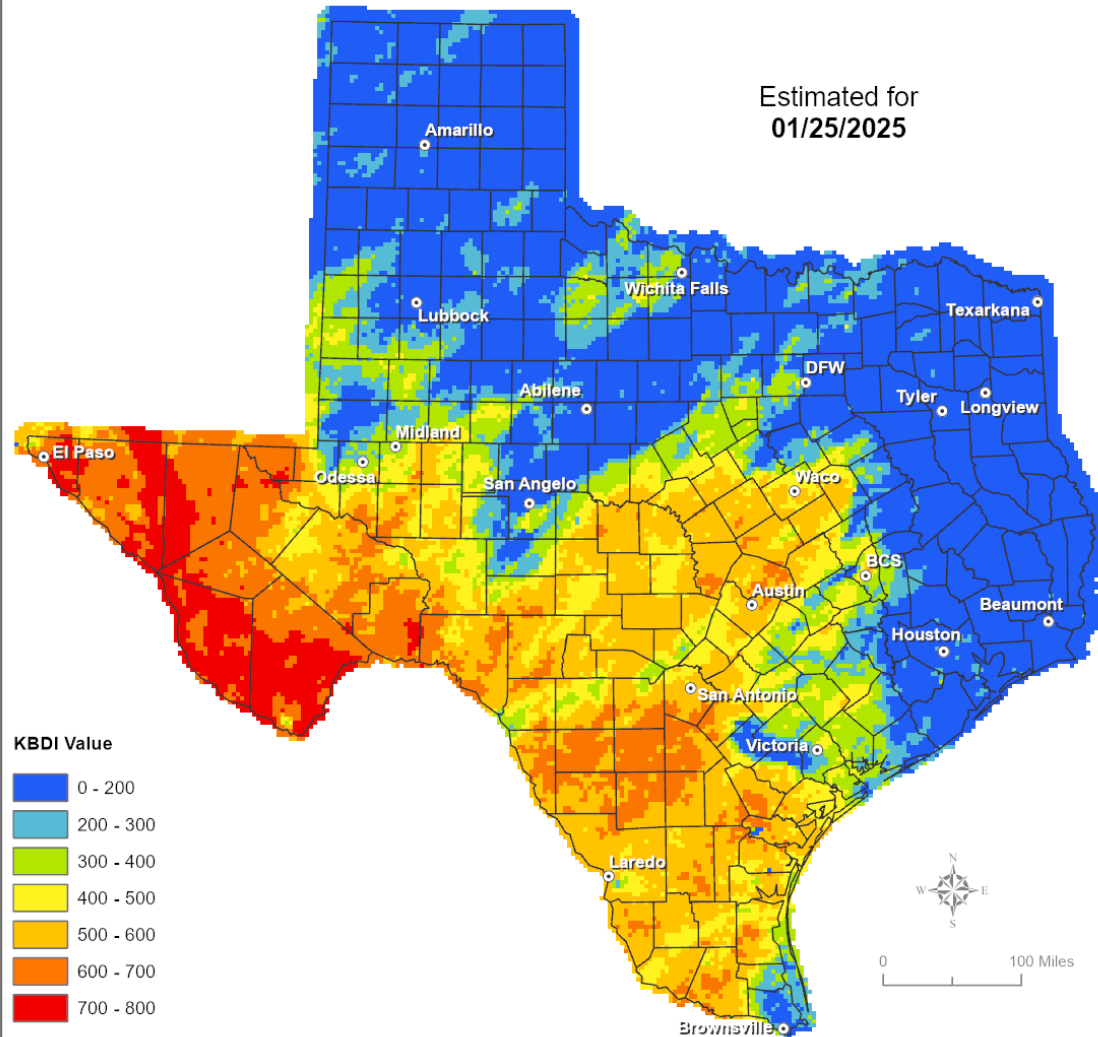 Estimated for
01/25/2025
Amarillo
Wichita Falls
Lubbock
Texarkana
DFW
Abilene
Tyler
Longview
Midland
El Paso
Odessa
San Angelo
Waco
BCS
Austin
Beaumont
Houston
San Antonio
Victoria
KBDI Value
0 - 200
200 - 300
300 - 400
400 - 500
500 - 600
600 - 700
700 - 800
Laredo
N
W E
S
0 100 Miles
Brownsville